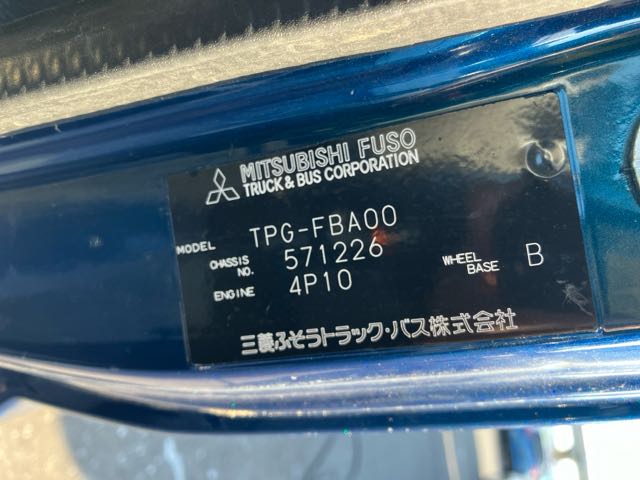 MITSUBISHI FUSO
TRUCK & BUS CORPORATION
MODEL TPG-FBA00
CHASSIS NO. 571226
ENGINE 4P10
WHEEL BASE B
三菱ふそうトラック・バス株式会社